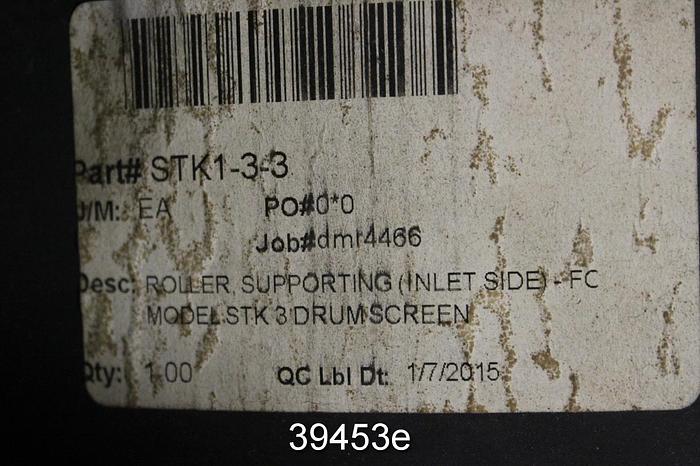 Part# STK1-3-3
U/M: EA PO#0*0
Job#dmr4466
Desc: ROLLER, SUPPORTING (INLET SIDE) - FC
MODEL STK 3 DRUM SCREEN
Qty: 1.00 QC Lbl Dt: 1/7/2015
39453e